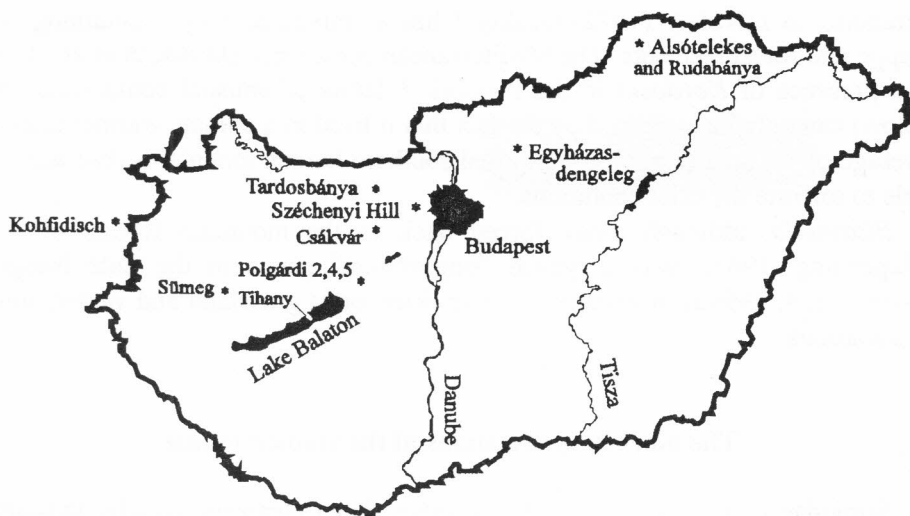 * Alsótelekes
and Rudabánya
* Egyházas-
dengeleg
Tardosbánya *
Széchenyi Hill *
Kohfidisch *
Csákvár *
Budapest
Polgárdi 2,4,5 *
Sümeg *
Tihany
Lake Balaton
Danube
Tisza